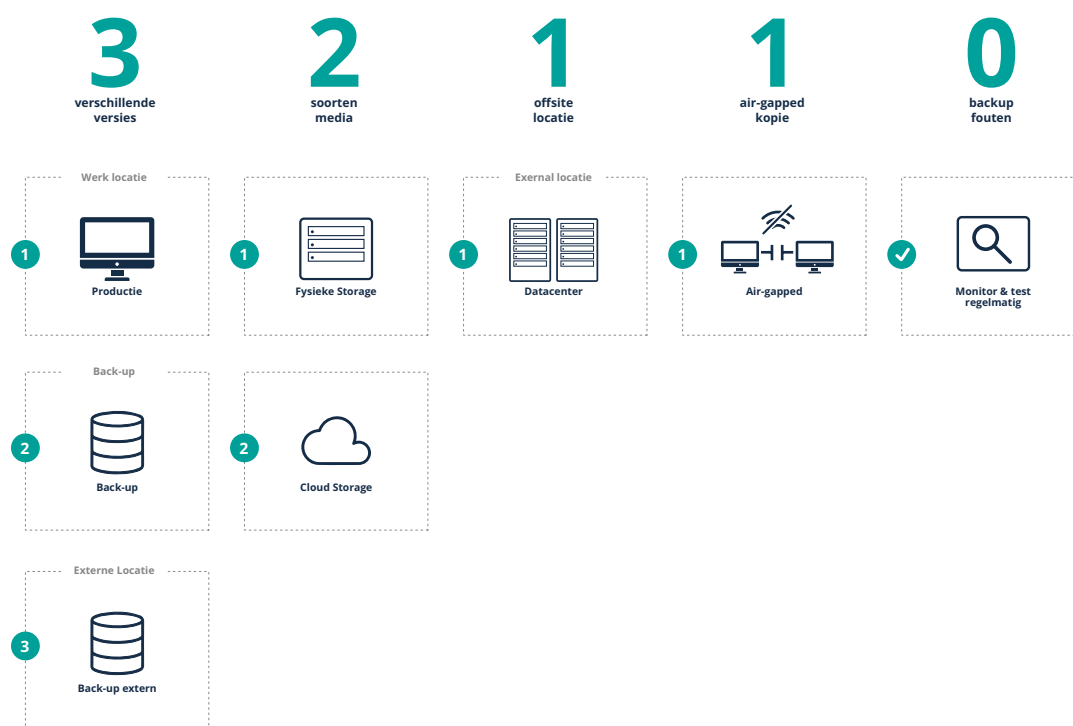 3
verschillende
versies
2
soorten
media
1
offsite
locatie
1
air-gapped
kopie
0
backup
fouten
Werk locatie
1
Productie
1
Fysieke Storage
Exernal locatie
1
Datacenter
1
Air-gapped
Monitor & test
regelmatig
Back-up
2
Back-up
2
Cloud Storage
Externe Locatie
3
Back-up extern